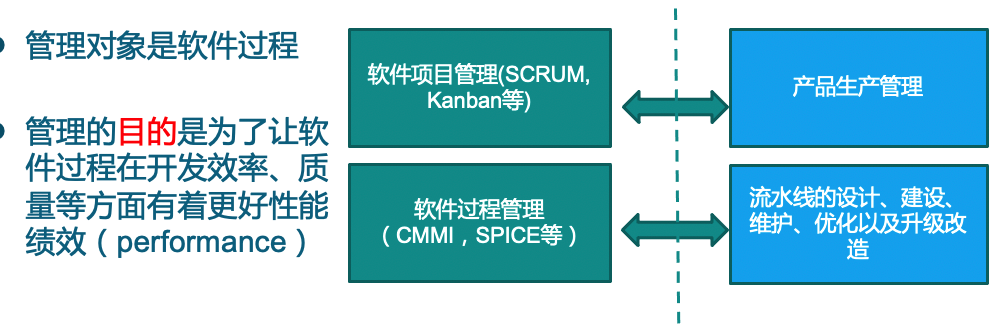 管理对象是软件过程
管理的目的是为了让软
件过程在开发效率、质
量等方面有着更好性能
绩效（performance）
软件项目管理(SCRUM,
Kanban等)
产品生产管理
软件过程管理
（CMMI，SPICE等）
流水线的设计、建设、
维护、优化以及升级改
造